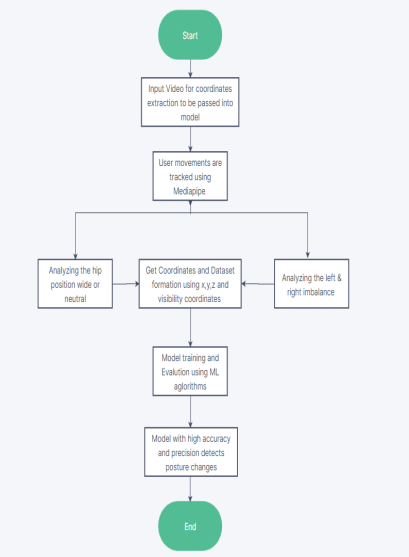 Start
Input Video for coordinates
extraction to be passed into
model
User movements are
tracked using
Mediapipe
Analyzing the hip
position wide or
neutral
Get Coordinates and Dataset
formation using x,y,z and
visibility coordinates
Analyzing the left &
right imbalance
Model training and
Evalution using ML
aglorithms
Model with high accuracy
and precision detects
posture changes
End